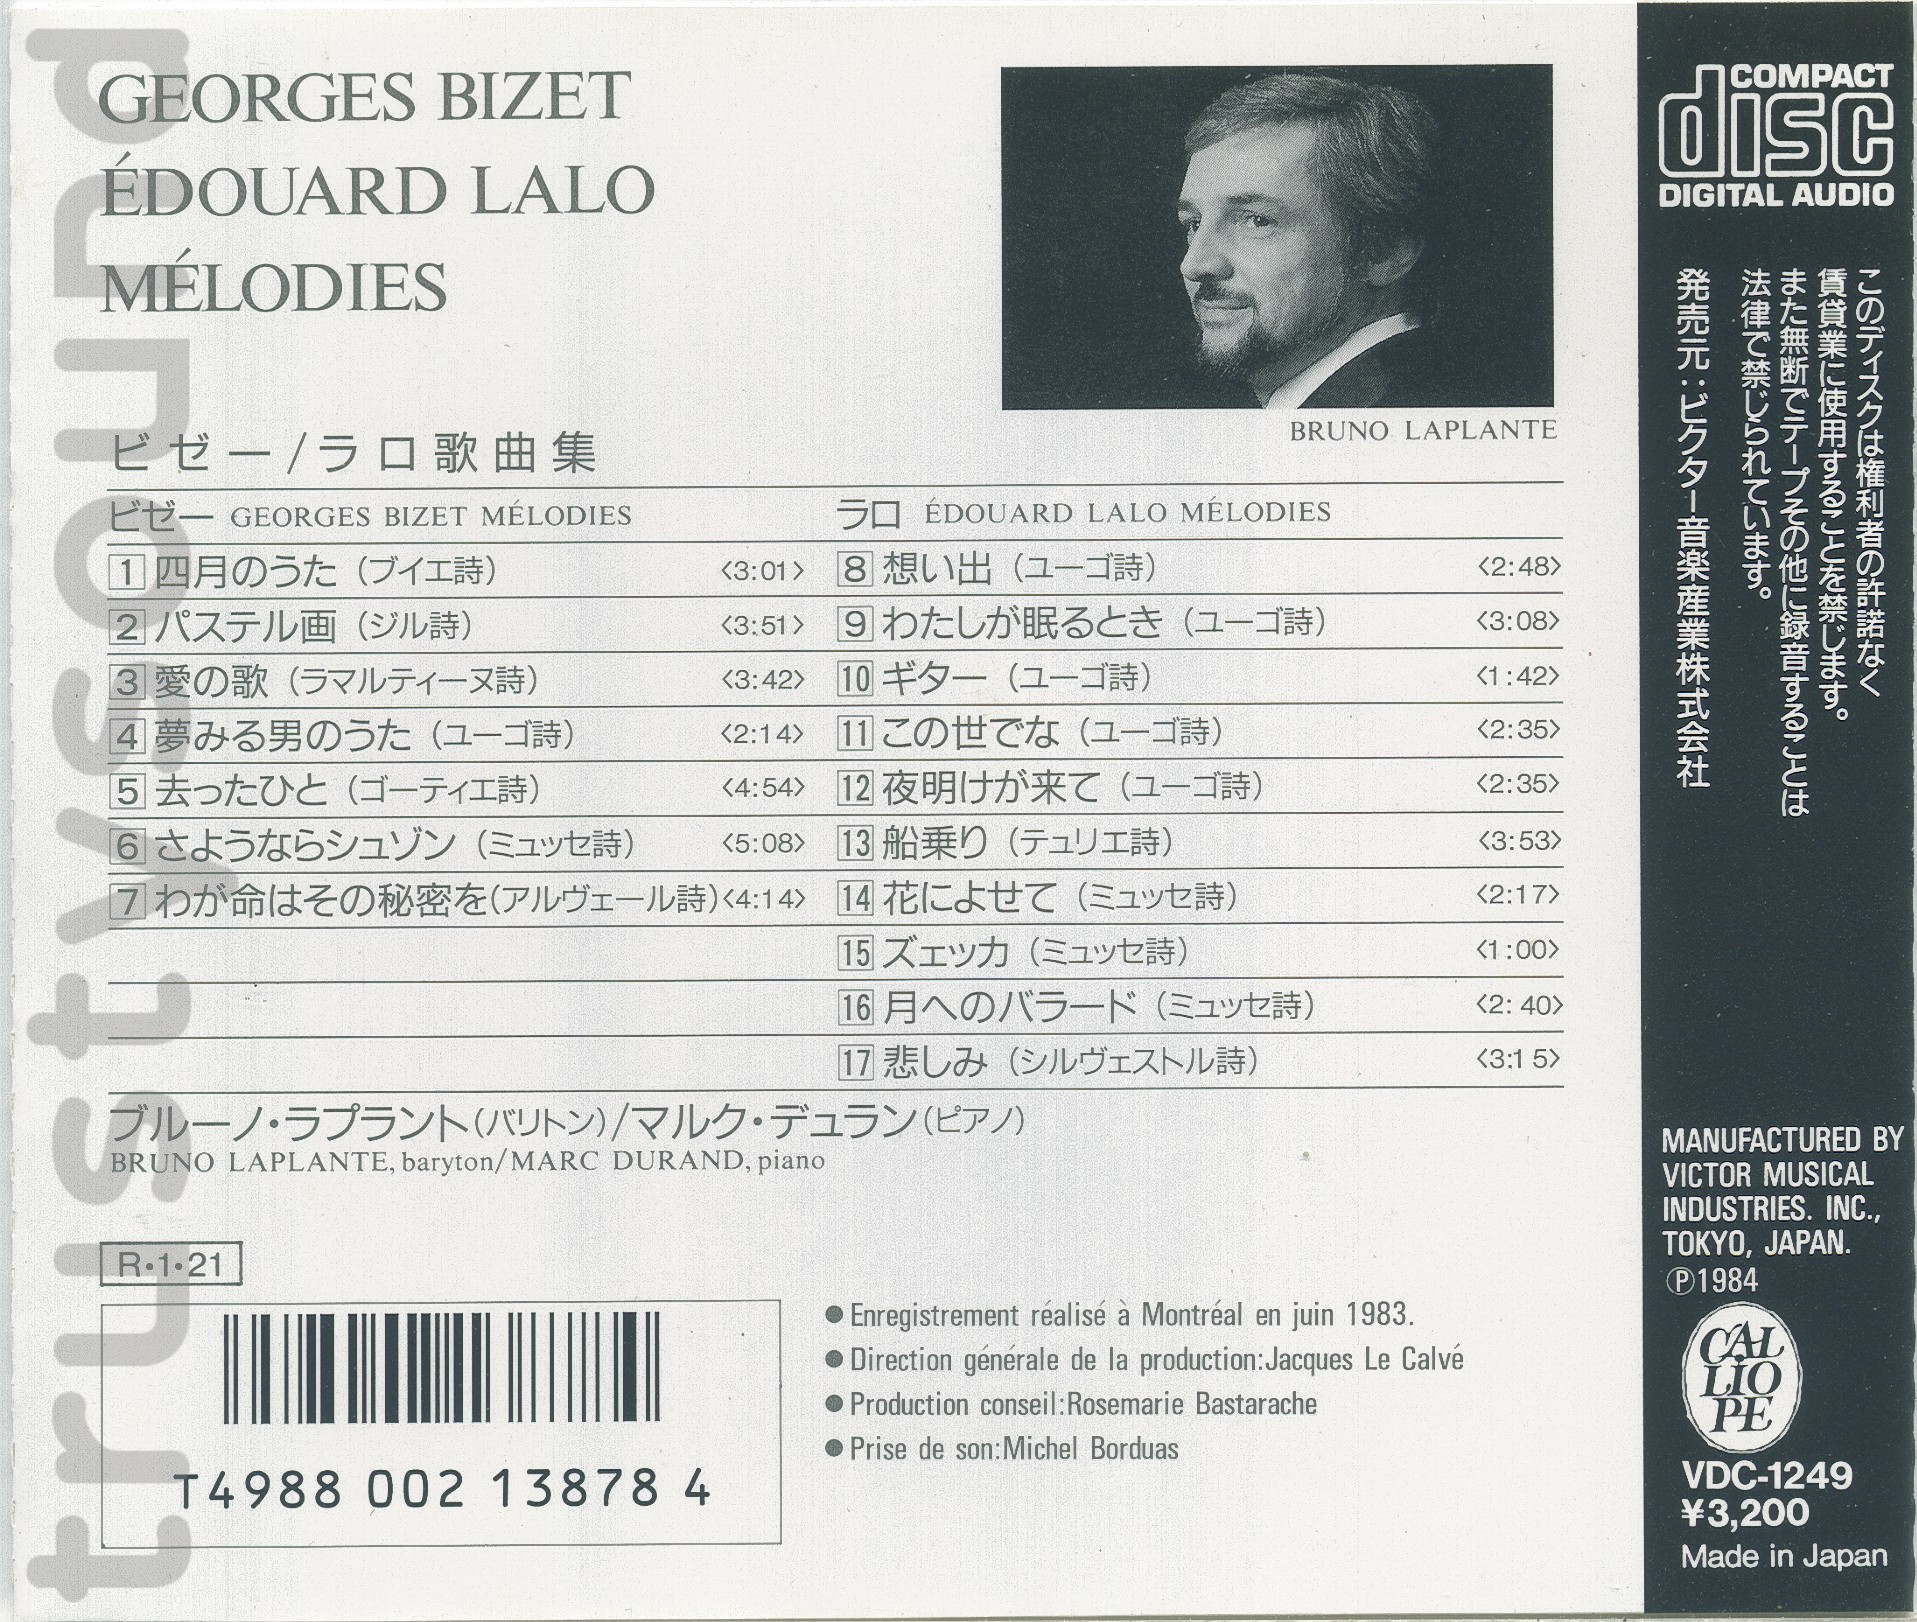 GEORGES BIZET
ÉDOUARD LALO
MÉLODIES
BRUNO LAPLANTE
ビゼー/ラロ歌曲集
ビゼー GEORGES BIZET MÉLODIES
1 四月のうた（ブイエ詩） 〈3:01〉
2 パステル画（ジル詩） 〈3:51〉
3 愛の歌（ラマルティーヌ詩） 〈3:42〉
4 夢みる男のうた（ユーゴ詩） 〈2:14〉
5 去ったひと（ゴーティエ詩） 〈4:54〉
6 さようならシュゾン（ミュッセ詩） 〈5:08〉
7 わが命はその秘密を(アルヴェール詩) 〈4:14〉
ラロ ÉDOUARD LALO MÉLODIES
8 想い出（ユーゴ詩） 〈2:48〉
9 わたしが眠るとき（ユーゴ詩） 〈3:08〉
10 ギター（ユーゴ詩） 〈1:42〉
11 この世でな（ユーゴ詩） 〈2:35〉
12 夜明けが来て（ユーゴ詩） 〈2:35〉
13 船乗り（テュリエ詩） 〈3:53〉
14 花によせて（ミュッセ詩） 〈2:17〉
15 ズェッカ（ミュッセ詩） 〈1:00〉
16 月へのバラード（ミュッセ詩） 〈2:40〉
17 悲しみ（シルヴェストル詩） 〈3:15〉
ブルーノ・ラプラント(バリトン)/マルク・デュラン(ピアノ)
BRUNO LAPLANTE, baryton/MARC DURAND, piano
R・1・21
T4988 002 13878 4
●Enregistrement réalisé à Montréal en juin 1983.
●Direction générale de la production:Jacques Le Calvé
●Production conseil:Rosemarie Bastarache
●Prise de son:Michel Borduas
COMPACT
disc
DIGITAL AUDIO
このディスクは権利者の許諾なく
賃貸業に使用することを禁じます。
また無断でテープその他に録音することは
法律で禁じられています。
発売元：ビクター音楽産業株式会社
MANUFACTURED BY
VICTOR MUSICAL
INDUSTRIES. INC.,
TOKYO, JAPAN.
Ⓟ1984
CAL
LIO
PE
VDC-1249
¥3,200
Made in Japan
trustysound